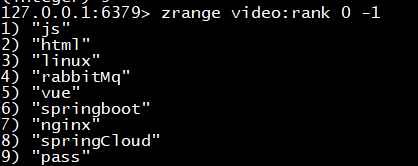 127.0.0.1:6379> zrange video:rank 0 -1
1) "js"
2) "html"
3) "linux"
4) "rabbitMq"
5) "vue"
6) "springboot"
7) "nginx"
8) "springCloud"
9) "pass"